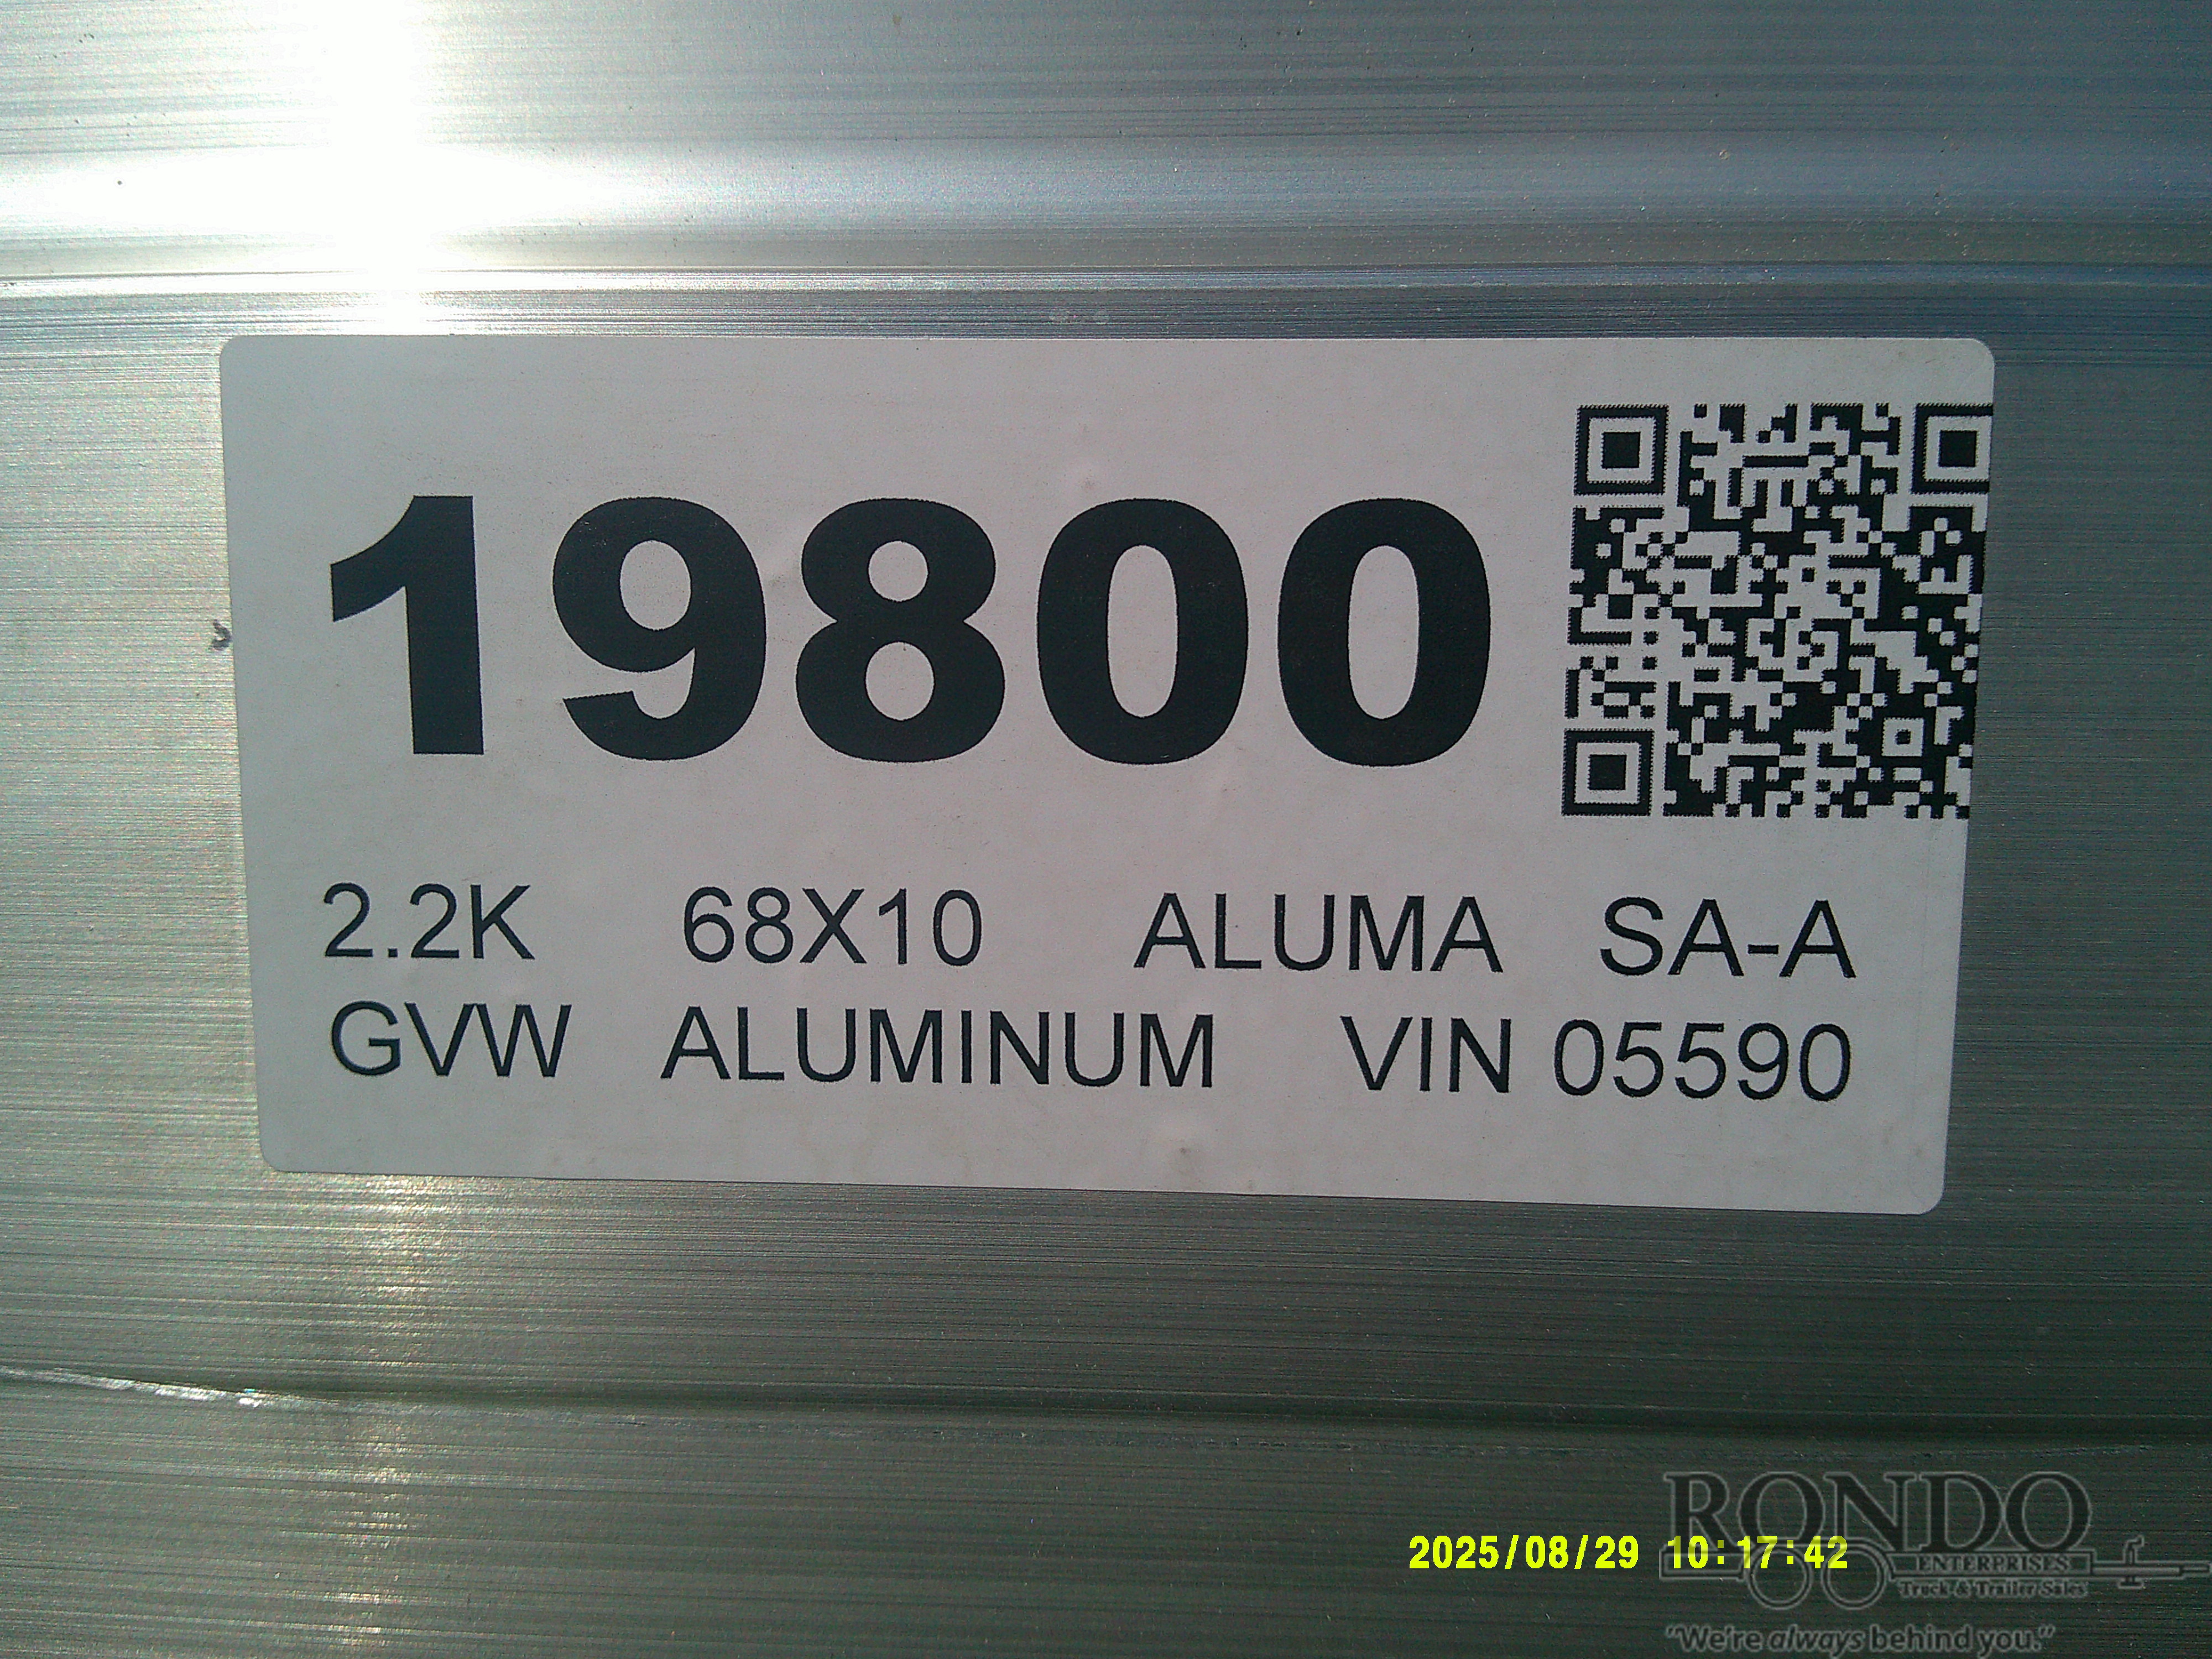 19800
2.2K 68X10 ALUMA SA-A
GVW ALUMINUM VIN 05590
2025/08/29 10:17:42
RONDO
ENTERPRISES
Truck & Trailer Sales
"We're always behind you."